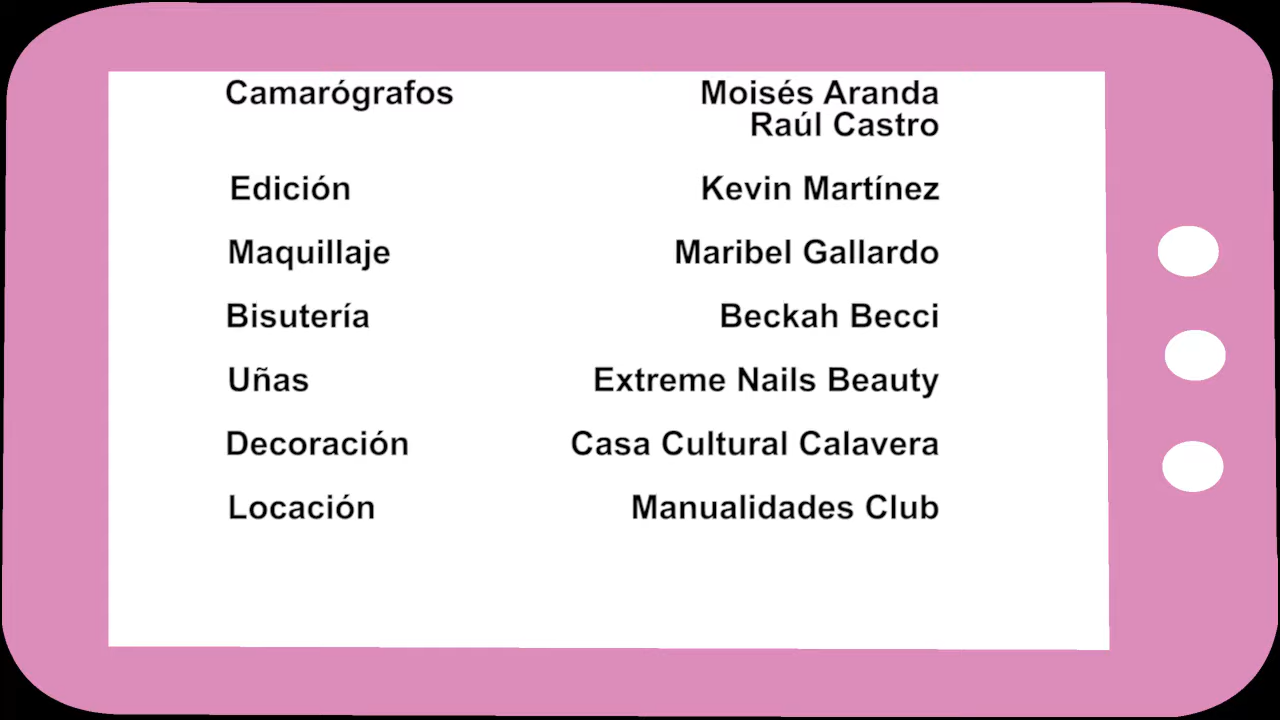 Camarógrafos Moisés Aranda
Raúl Castro
Edición Kevin Martínez
Maquillaje Maribel Gallardo
Bisutería Beckah Becci
Uñas Extreme Nails Beauty
Decoración Casa Cultural Calavera
Locación Manualidades Club